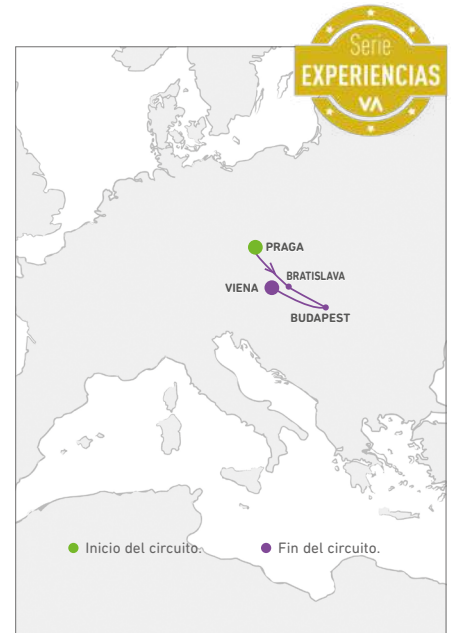 Serie
EXPERIENCIAS
VA
PRAGA
BRATISLAVA
VIENA
BUDAPEST
Inicio del circuito.
Fin del circuito.